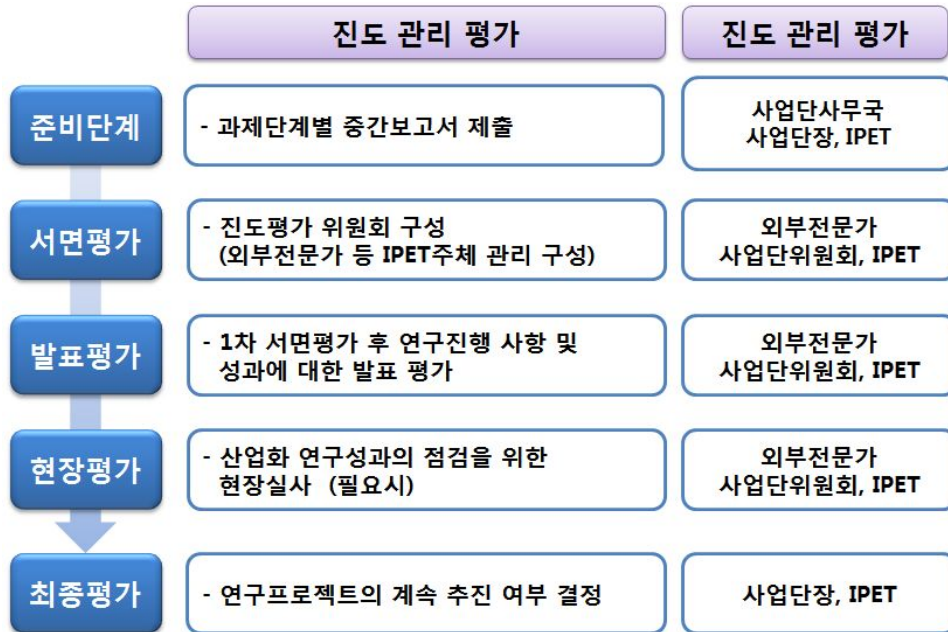 진도 관리 평가
진도 관리 평가
준비단계
- 과제단계별 중간보고서 제출
사업단사무국
사업단장, IPET
서면평가
- 진도평가 위원회 구성
(외부전문가 등 IPET주체 관리 구성)
외부전문가
사업단위원회, IPET
발표평가
- 1차 서면평가 후 연구진행 사항 및
성과에 대한 발표 평가
외부전문가
사업단위원회, IPET
현장평가
- 산업화 연구성과의 점검을 위한
현장실사 (필요시)
외부전문가
사업단위원회, IPET
최종평가
- 연구프로젝트의 계속 추진 여부 결정
사업단장, IPET